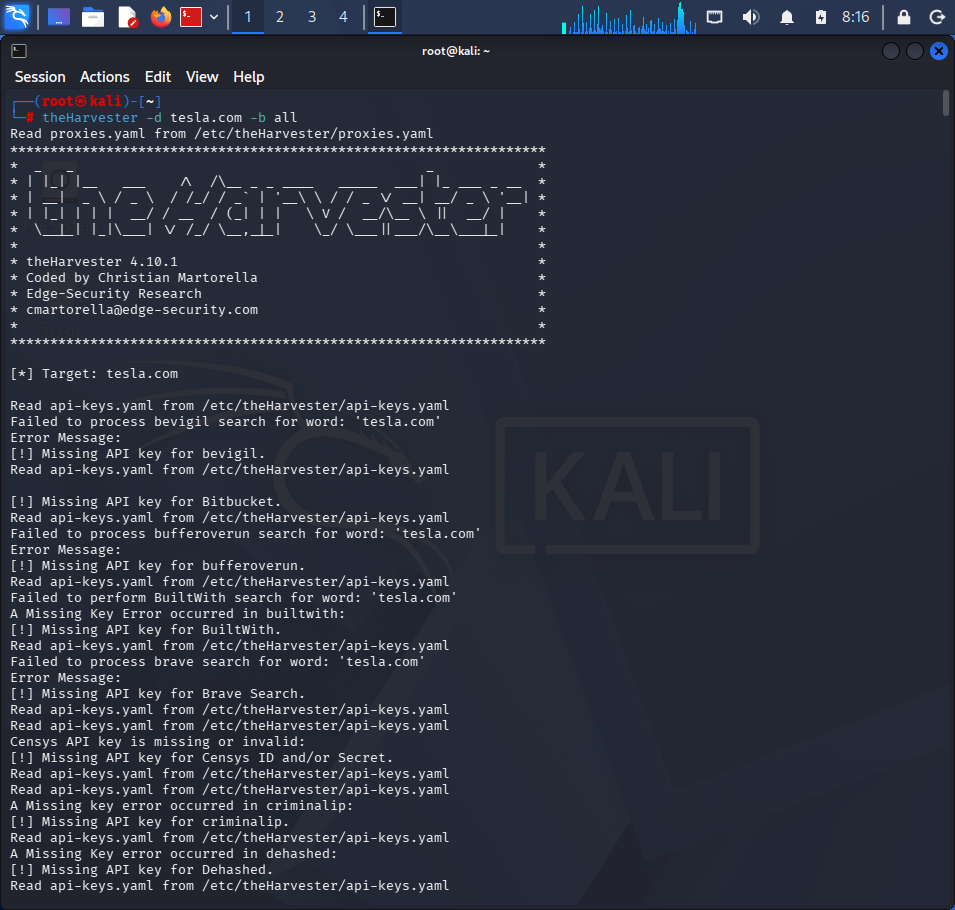 1 2 3 4 8:16
root@kali: ~
Session Actions Edit View Help
┌──(root㉿kali)-[~]
└─# theHarvester -d tesla.com -b all
Read proxies.yaml from /etc/theHarvester/proxies.yaml
*******************************************************************
*  _   _                                            _             *
* | |_| |__   ___    /\  /\__ _ _ ____   _____  ___| |_ ___ _ __  *
* | __|  _ \ / _ \  / /_/ / _` | '__\ \ / / _ \/ __| __/ _ \ '__| *
* | |_| | | |  __/ / __  / (_| | |   \ V /  __/\__ \ ||  __/ |    *
*  \__|_| |_|\___| \/ /_/ \__,_|_|    \_/ \___||___/\__\___|_|    *
*                                                                 *
* theHarvester 4.10.1                                             *
* Coded by Christian Martorella                                   *
* Edge-Security Research                                          *
* cmartorella@edge-security.com                                   *
*                                                                 *
*******************************************************************
[*] Target: tesla.com
Read api-keys.yaml from /etc/theHarvester/api-keys.yaml
Failed to process bevigil search for word: 'tesla.com'
Error Message:
[!] Missing API key for bevigil.
Read api-keys.yaml from /etc/theHarvester/api-keys.yaml
[!] Missing API key for Bitbucket.
Read api-keys.yaml from /etc/theHarvester/api-keys.yaml
Failed to process bufferoverun search for word: 'tesla.com'
Error Message:
[!] Missing API key for bufferoverun.
Read api-keys.yaml from /etc/theHarvester/api-keys.yaml
Failed to perform BuiltWith search for word: 'tesla.com'
A Missing Key Error occurred in builtwith:
[!] Missing API key for BuiltWith.
Read api-keys.yaml from /etc/theHarvester/api-keys.yaml
Failed to process brave search for word: 'tesla.com'
Error Message:
[!] Missing API key for Brave Search.
Read api-keys.yaml from /etc/theHarvester/api-keys.yaml
Read api-keys.yaml from /etc/theHarvester/api-keys.yaml
Censys API key is missing or invalid:
[!] Missing API key for Censys ID and/or Secret.
Read api-keys.yaml from /etc/theHarvester/api-keys.yaml
Read api-keys.yaml from /etc/theHarvester/api-keys.yaml
A Missing key error occurred in criminalip:
[!] Missing API key for criminalip.
Read api-keys.yaml from /etc/theHarvester/api-keys.yaml
A Missing Key error occurred in dehashed:
[!] Missing API key for Dehashed.
Read api-keys.yaml from /etc/theHarvester/api-keys.yaml
KALI